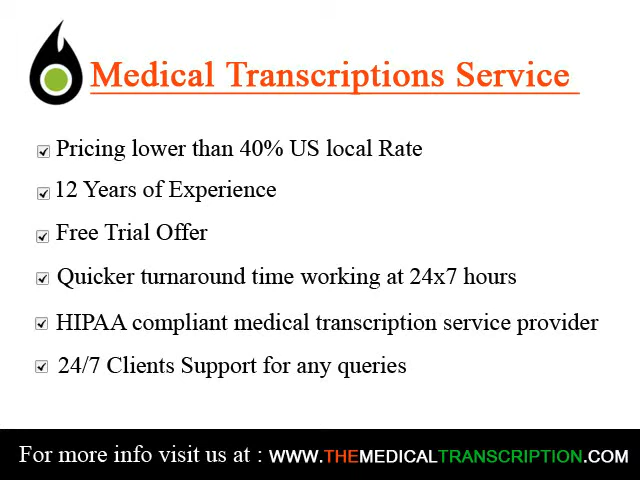 Medical Transcriptions Service
Pricing lower than 40% US local Rate
12 Years of Experience
Free Trial Offer
Quicker turnaround time working at 24x7 hours
HIPAA compliant medical transcription service provider
24/7 Clients Support for any queries
For more info visit us at : WWW.THEMEDICALTRANSCRIPTION.COM